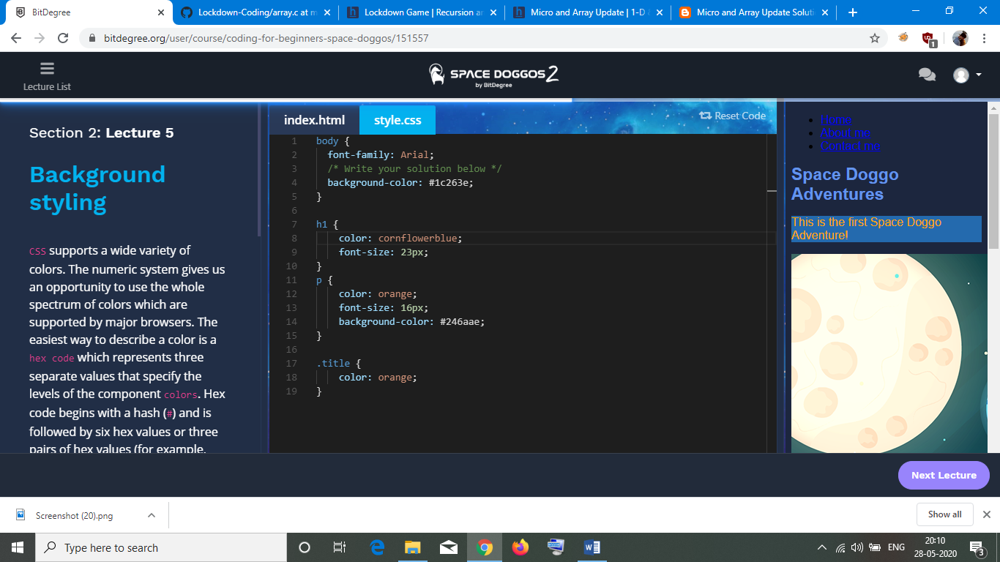 BitDegree
Lockdown-Coding/array.c at m
Lockdown Game | Recursion an
Micro and Array Update | 1-D &
Micro and Array Update Soluti
bitdegree.org/user/course/coding-for-beginners-space-doggos/151557
1
Lecture List
SPACE DOGGOS 2
by BitDegree
Section 2: Lecture 5
Background
styling
CSS supports a wide variety of
colors. The numeric system gives us
an opportunity to use the whole
spectrum of colors which are
supported by major browsers. The
easiest way to describe a color is a
hex code which represents three
separate values that specify the
levels of the component colors. Hex
code begins with a hash (#) and is
followed by six hex values or three
pairs of hex values (for example,
index.html
style.css
Reset Code
1 body {
2 font-family: Arial;
3 /* Write your solution below */
4 background-color: #1c263e;
5 }
6
7 h1 {
8 color: cornflowerblue;
9 font-size: 23px;
10 }
11 p {
12 color: orange;
13 font-size: 16px;
14 background-color: #246aae;
15 }
16
17 .title {
18 color: orange;
19 }
Home
About me
Contact me
Space Doggo
Adventures
This is the first Space Doggo
Adventure!
Next Lecture
Screenshot (20).png
Show all
Type here to search
ENG
20:10
28-05-2020
3